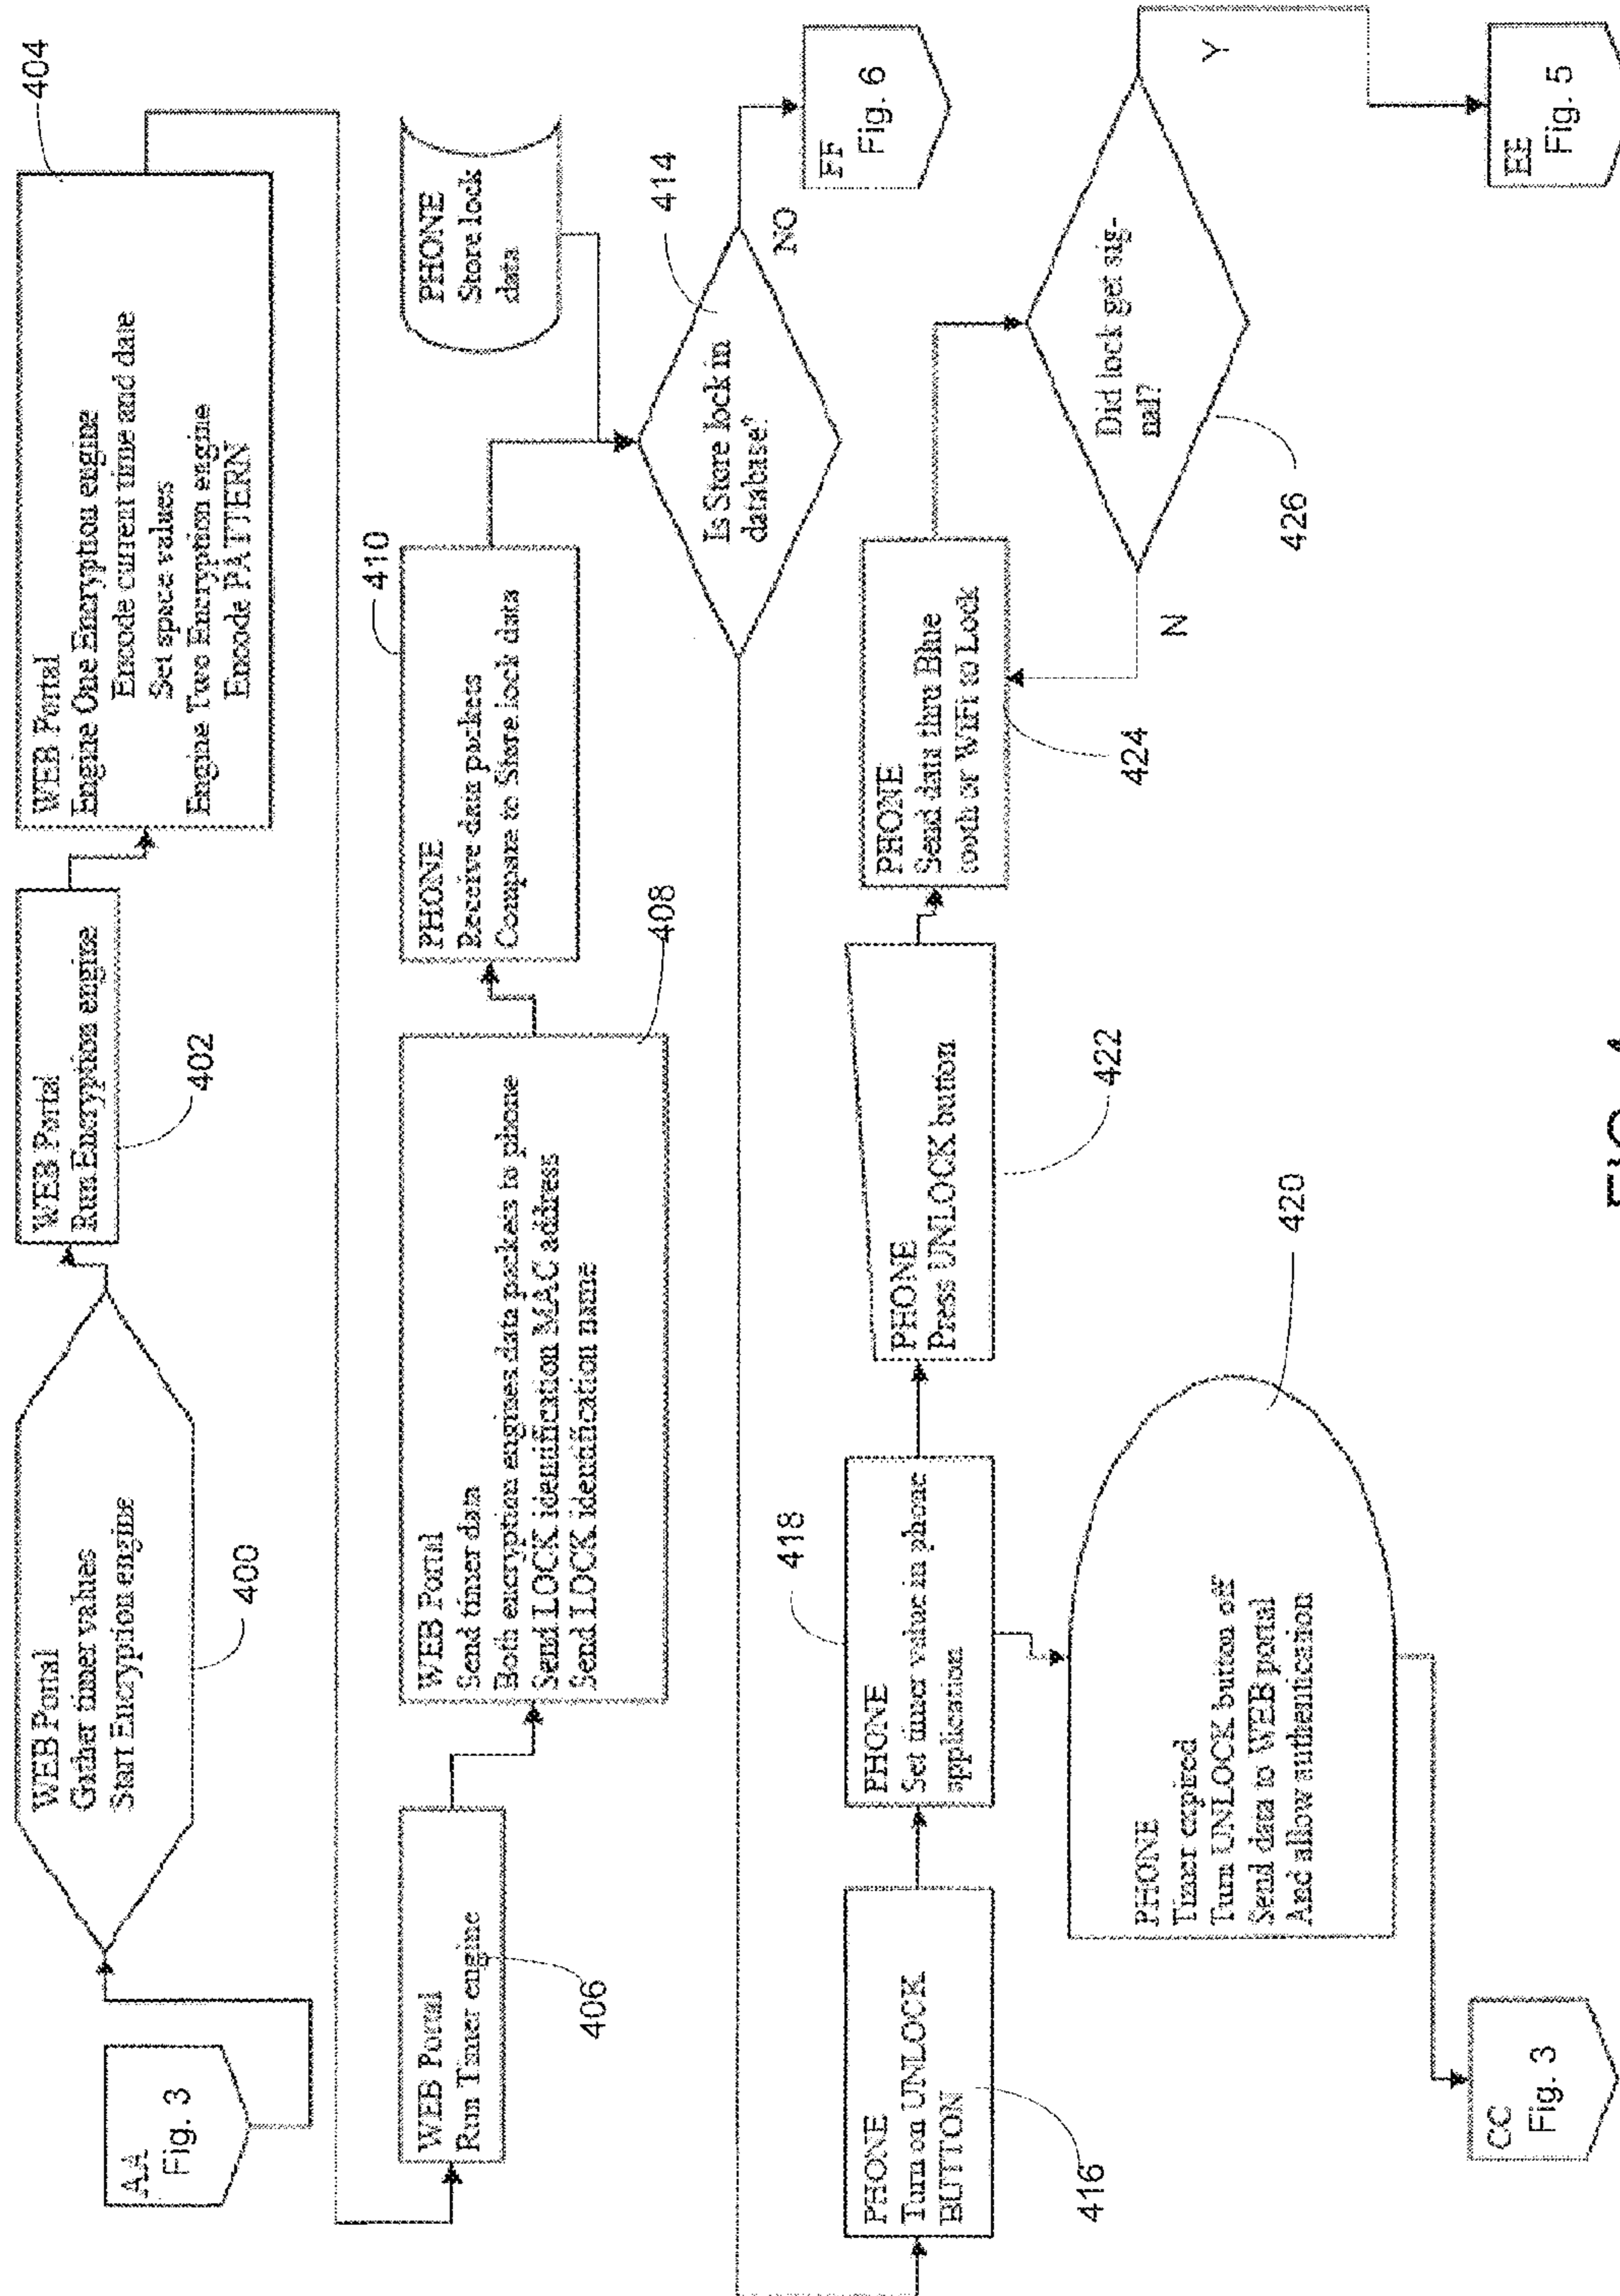 AA
Fig. 3
WEB Portal
Gather timer values
Start Encryption engine
400
WEB Portal
Run Encryption engine
402
WEB Portal
Engine One Encryption engine
Encode current time and date
Set space values
Engine Two Encryption engine
Encode PATTERN
404
WEB Portal
Run Timer engine
406
WEB Portal
Send timer data
Both encryption engines data packets to phone
Send LOCK identification MAC address
Send LOCK identification name
408
PHONE
Receive data packets
Compare to Store lock data
410
PHONE
Store lock
data
Is Store lock in
database?
414
NO
FF
Fig. 6
PHONE
Turn on UNLOCK
BUTTON
416
PHONE
Set timer value in phone
application
418
PHONE
Timer expired
Turn UNLOCK button off
Send data to WEB portal
And allow authentication
420
CC
Fig. 3
PHONE
Press UNLOCK button
422
PHONE
Send data thru Blue
tooth or WiFi to Lock
424
Did lock get sig-
nal?
426
N
Y
EE
Fig. 5